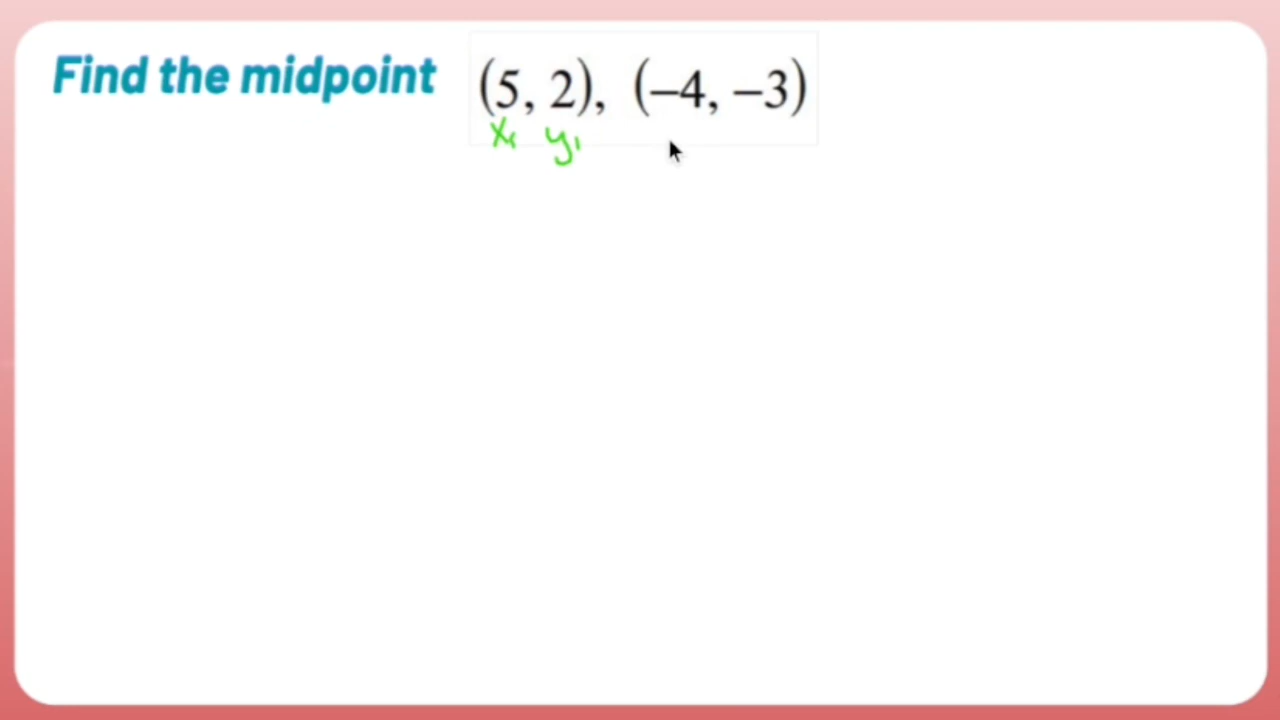 Find the midpoint (5, 2), (−4, −3)
x₁ y₁